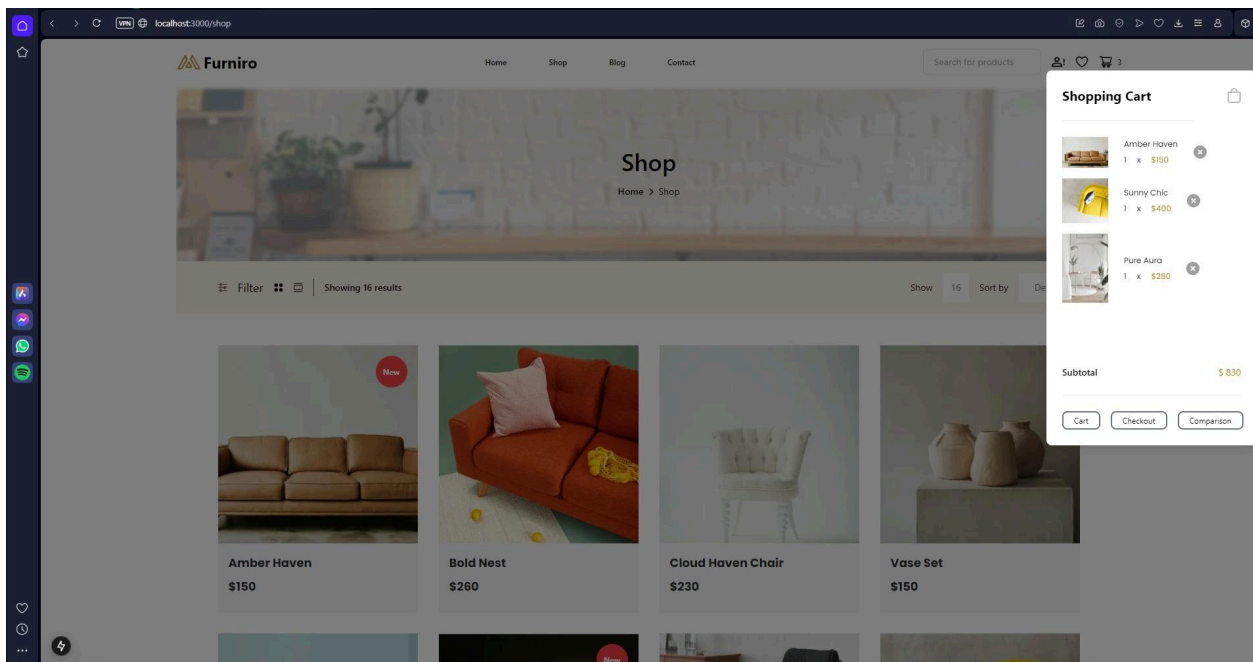 VPN localhost:3000/shop
Furniro
Home Shop Blog Contact
Search for products
3
Shop
Home > Shop
Filter
Showing 16 results
Show 16 Sort by De
Shopping Cart
Amber Haven
1 x $150
Sunny Chic
1 x $400
Pure Aura
1 x $280
Subtotal $ 830
Cart Checkout Comparison
New
Amber Haven
$150
Bold Nest
$260
Cloud Haven Chair
$230
Vase Set
$150
New